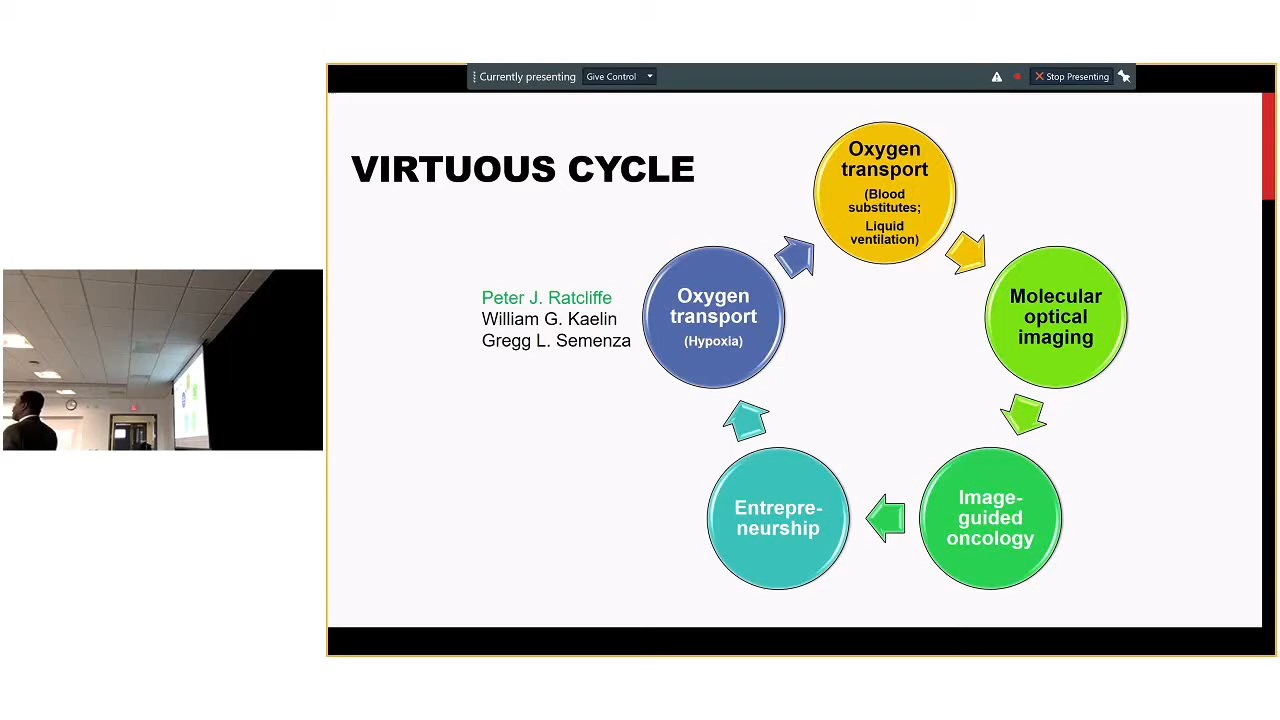 Currently presenting
Give Control
Stop Presenting
VIRTUOUS CYCLE
Oxygen
transport
(Blood
substitutes;
Liquid
ventilation)
Molecular
optical
imaging
Image-
guided
oncology
Entrepre-
neurship
Oxygen
transport
(Hypoxia)
Peter J. Ratcliffe
William G. Kaelin
Gregg L. Semenza